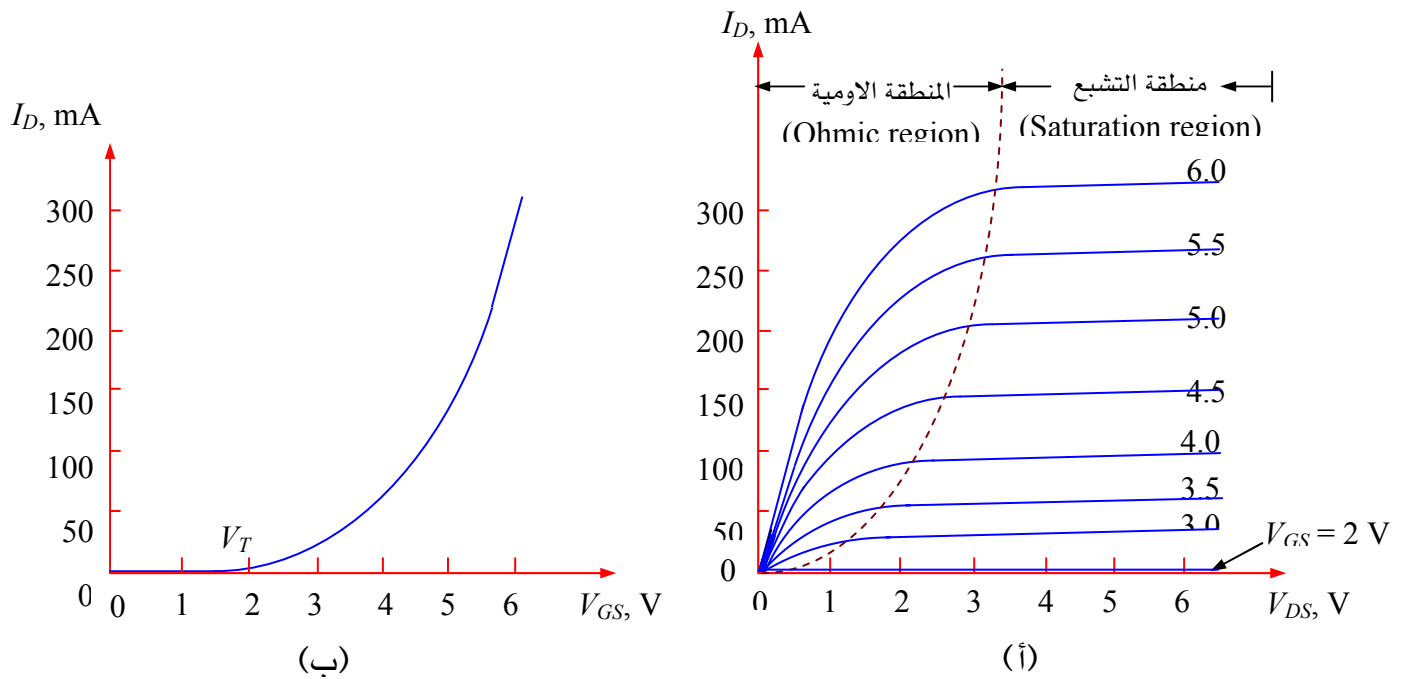 I_D, mA
300
250
200
150
100
50
0
V_T
0 1 2 3 4 5 6
V_GS, V
(ب)
I_D, mA
المنطقة الاومية
(Ohmic region)
منطقة التشبع
(Saturation region)
300
250
200
150
100
50
0
6.0
5.5
5.0
4.5
4.0
3.5
3.0
V_GS = 2 V
0 1 2 3 4 5 6
V_DS, V
(أ)